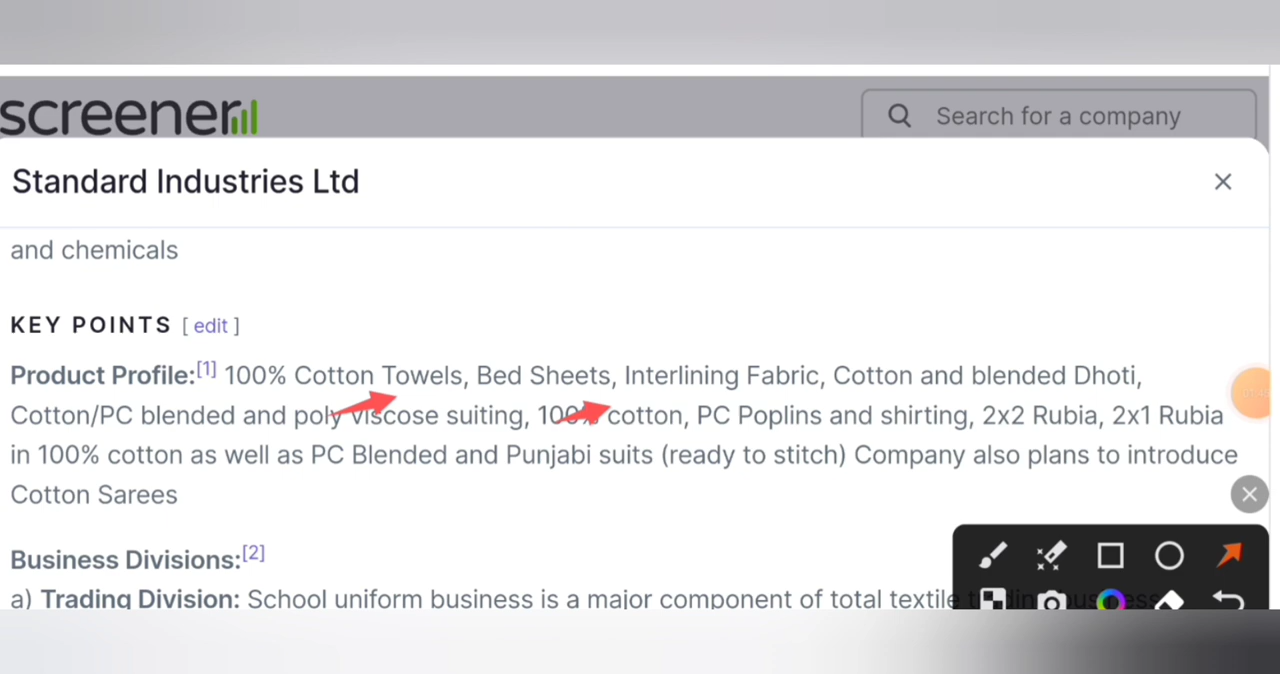 screener
Search for a company
Standard Industries Ltd
and chemicals
KEY POINTS [ edit ]
Product Profile:[1] 100% Cotton Towels, Bed Sheets, Interlining Fabric, Cotton and blended Dhoti,
Cotton/PC blended and poly viscose suiting, 100% cotton, PC Poplins and shirting, 2x2 Rubia, 2x1 Rubia
in 100% cotton as well as PC Blended and Punjabi suits (ready to stitch) Company also plans to introduce
Cotton Sarees
Business Divisions:[2]
a) Trading Division: School uniform business is a major component of total textile trading business